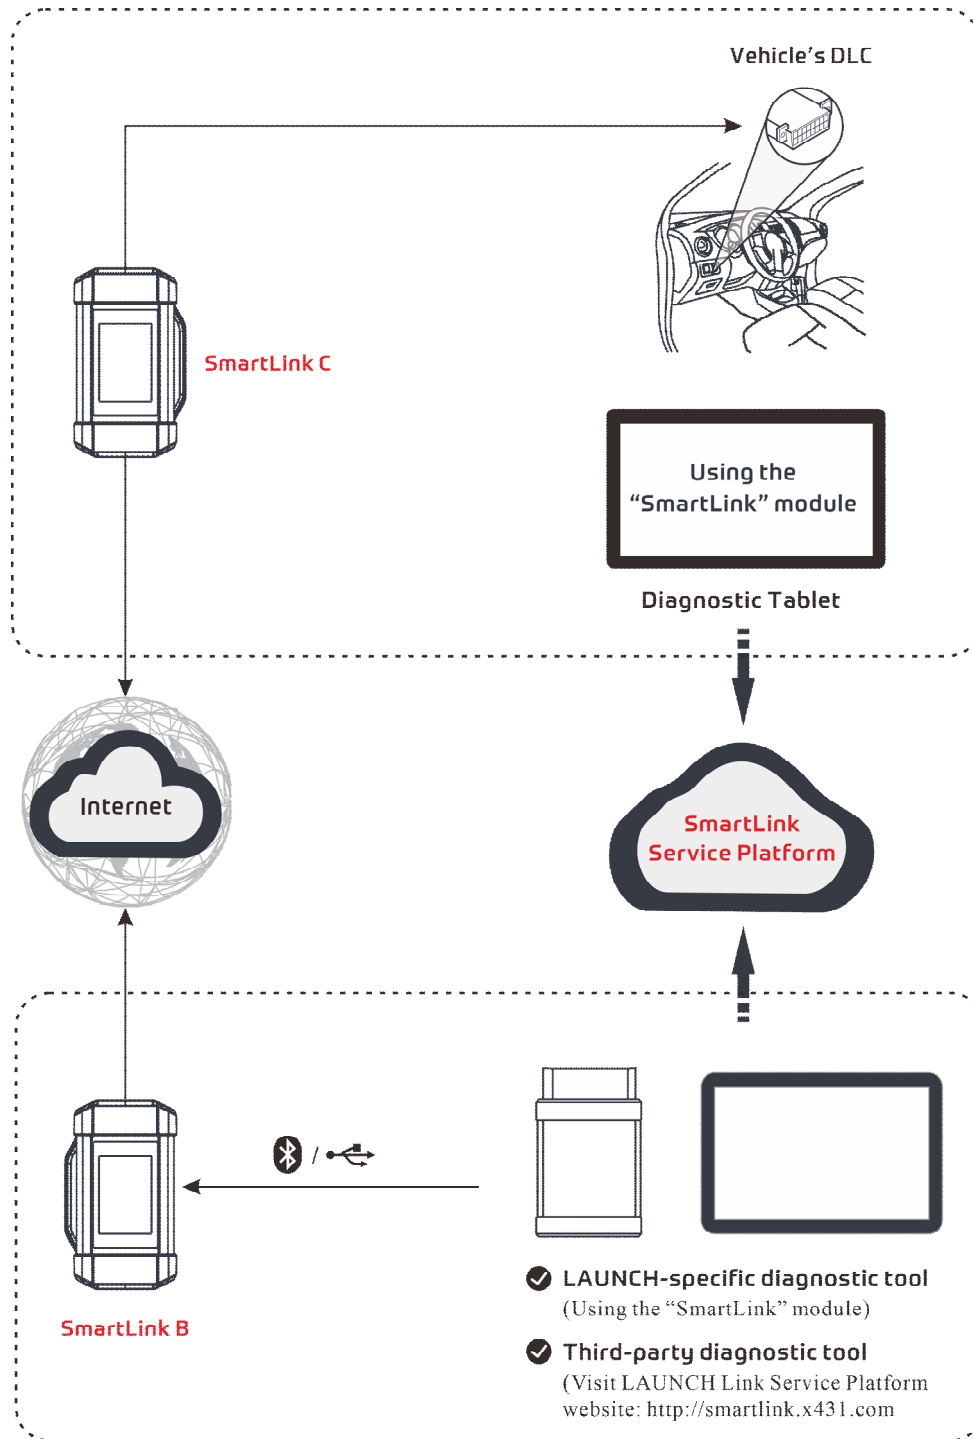 Vehicle's DLC
SmartLink C
Using the
“SmartLink” module
Diagnostic Tablet
Internet
SmartLink
Service Platform
/
SmartLink B
LAUNCH-specific diagnostic tool
(Using the “SmartLink” module)
Third-party diagnostic tool
(Visit LAUNCH Link Service Platform
website: http://smartlink.x431.com